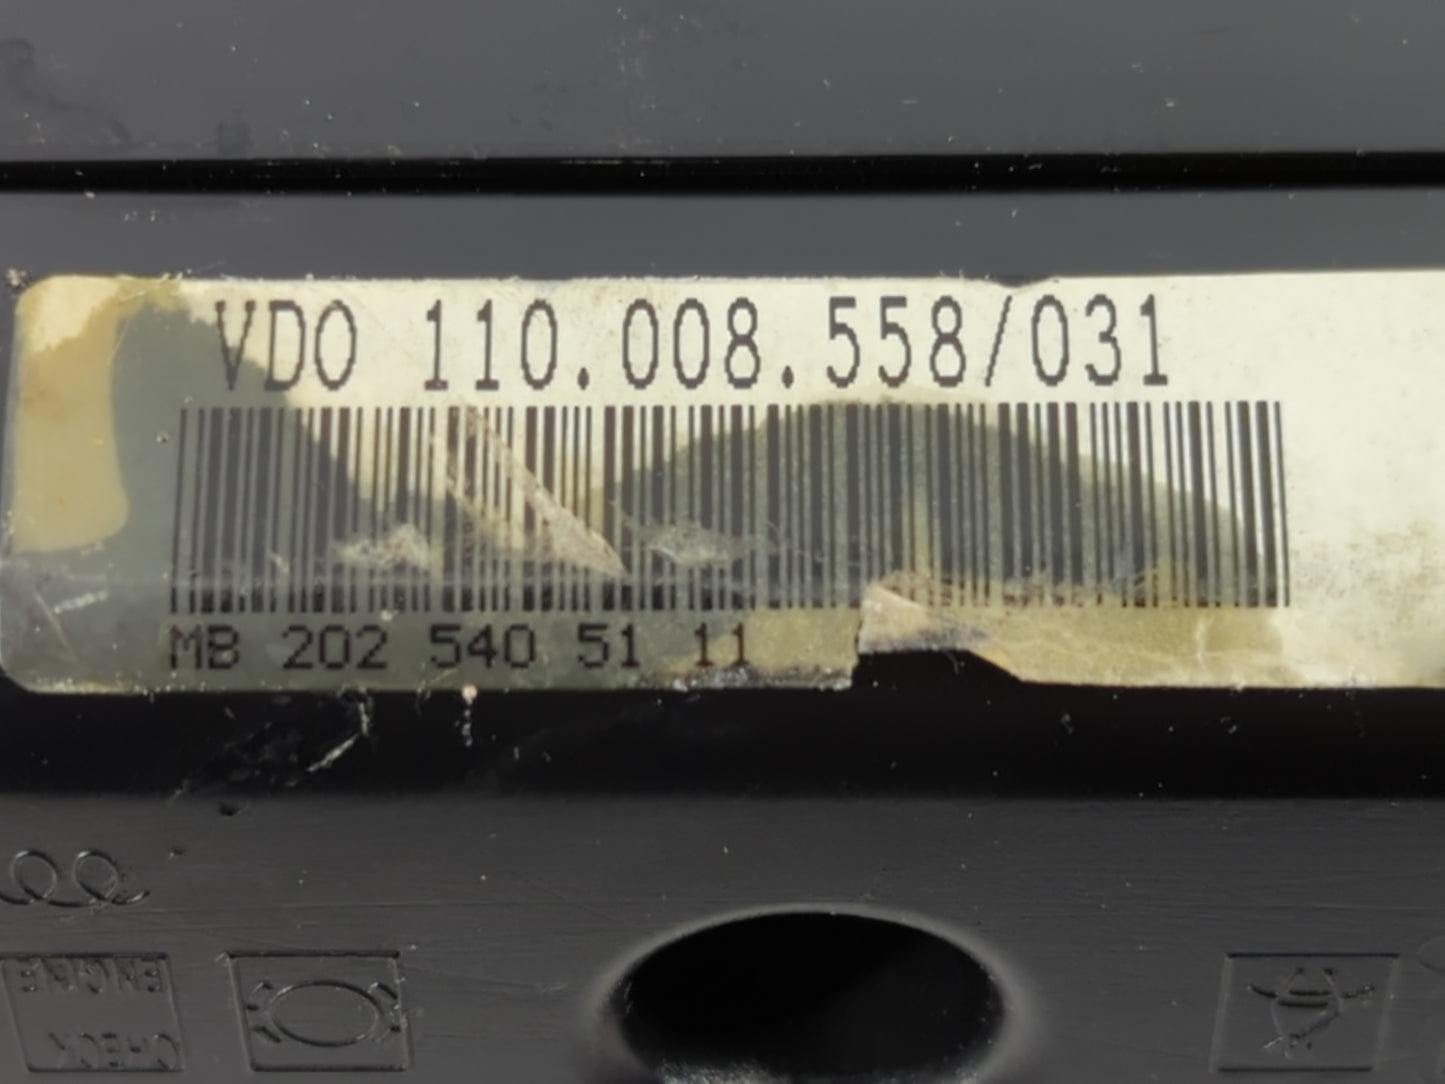 VDO 110.008.558/031
MB 202 540 51 11
ENGINE
CHECK